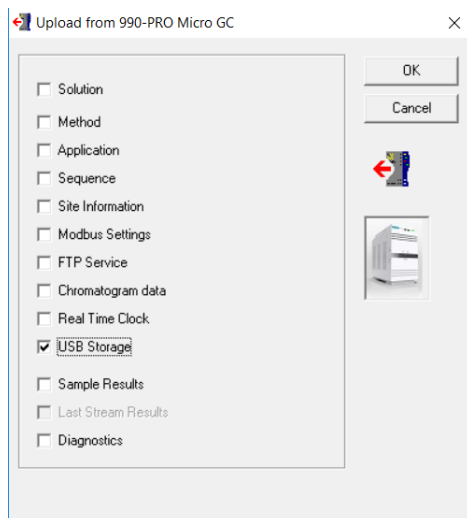 Upload from 990-PRO Micro GC
OK
Cancel
Solution
Method
Application
Sequence
Site Information
Modbus Settings
FTP Service
Chromatogram data
Real Time Clock
USB Storage
Sample Results
Last Stream Results
Diagnostics